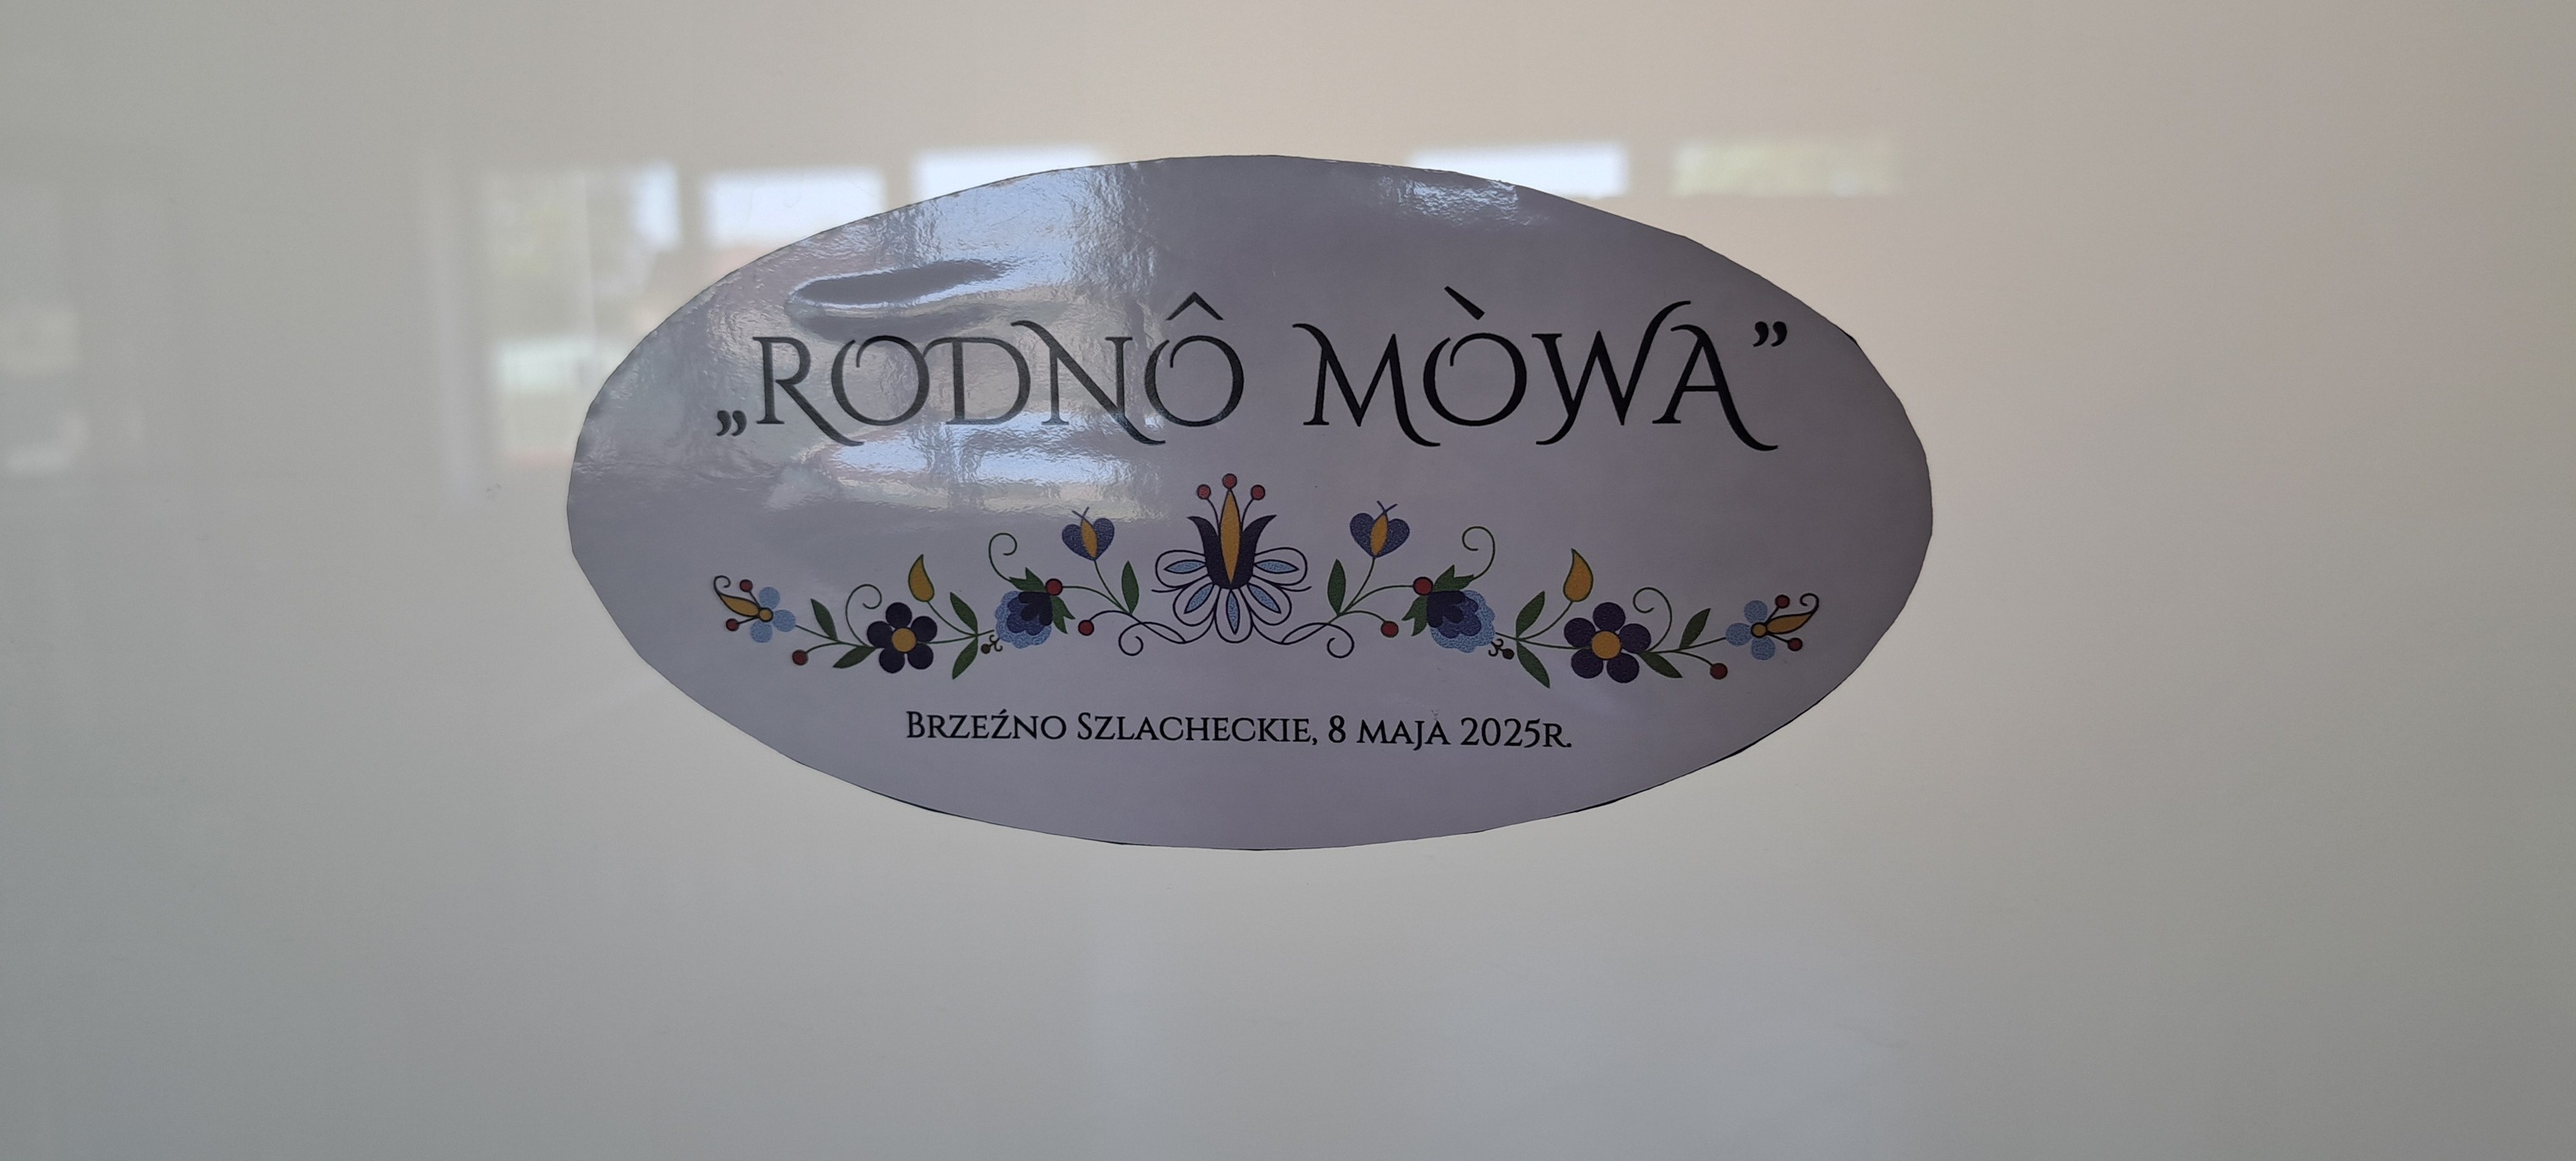 „RODNÔ MÒWA”
BRZEŹNO SZLACHECKIE, 8 MAJA 2025R.